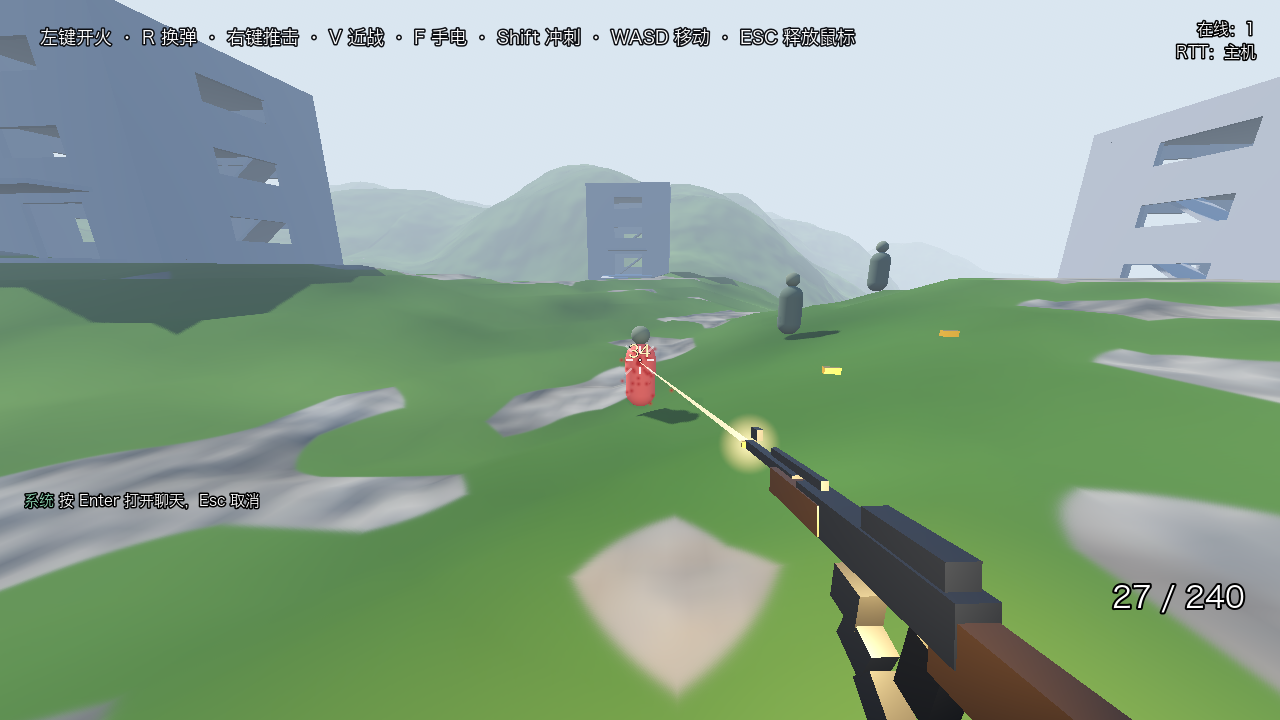 左键开火 · R 换弹 · 右键推击 · V 近战 · F 手电 · Shift 冲刺 · WASD 移动 · ESC 释放鼠标
在线: 1
RTT: 主机
34
系统 按 Enter 打开聊天, Esc 取消
27 / 240